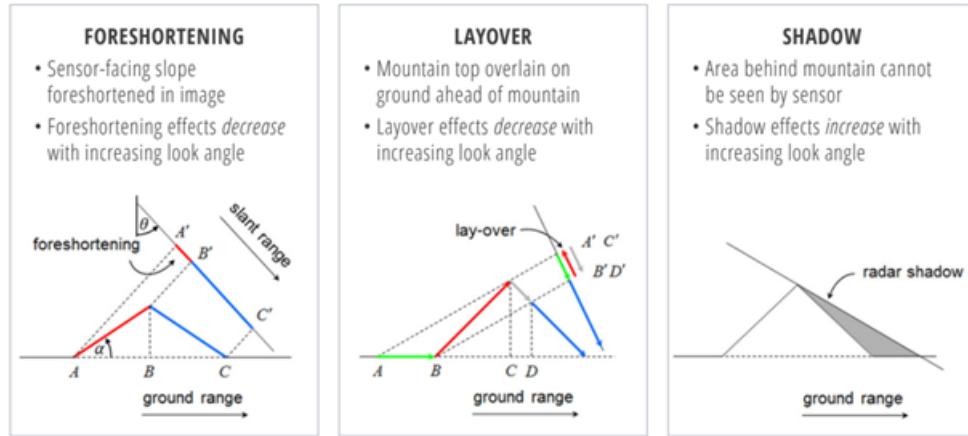 FORESHORTENING
• Sensor-facing slope
foreshortened in image
• Foreshortening effects decrease
with increasing look angle
θ
A'
foreshortening
B'
slant range
C'
α
A
B
C
ground range
LAYOVER
• Mountain top overlain on
ground ahead of mountain
• Layover effects decrease with
increasing look angle
lay-over
A' C'
B' D'
A
B
C
D
ground range
SHADOW
• Area behind mountain cannot
be seen by sensor
• Shadow effects increase with
increasing look angle
radar shadow
ground range